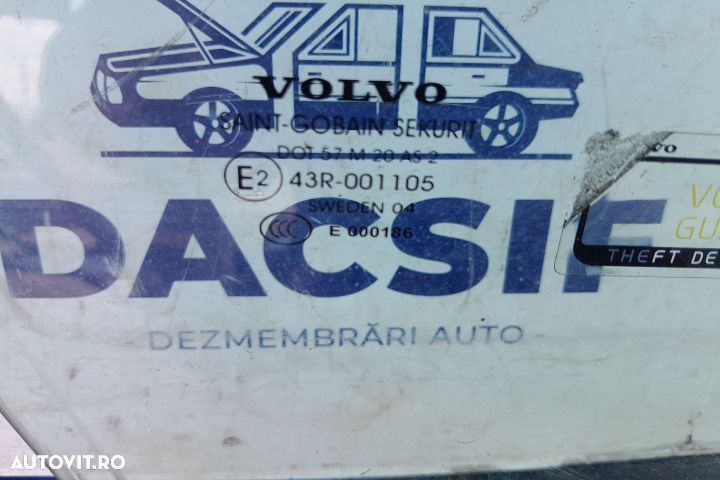 VOLVO
SAINT-GOBAIN SEKURIT
DOT 57 M 20 AS 2
E2 43R-001105
SWEDEN 04
CCC E 000186
DACSIF
- DEZMEMBRĂRI AUTO -
THEFT DE
AUTOVIT.RO